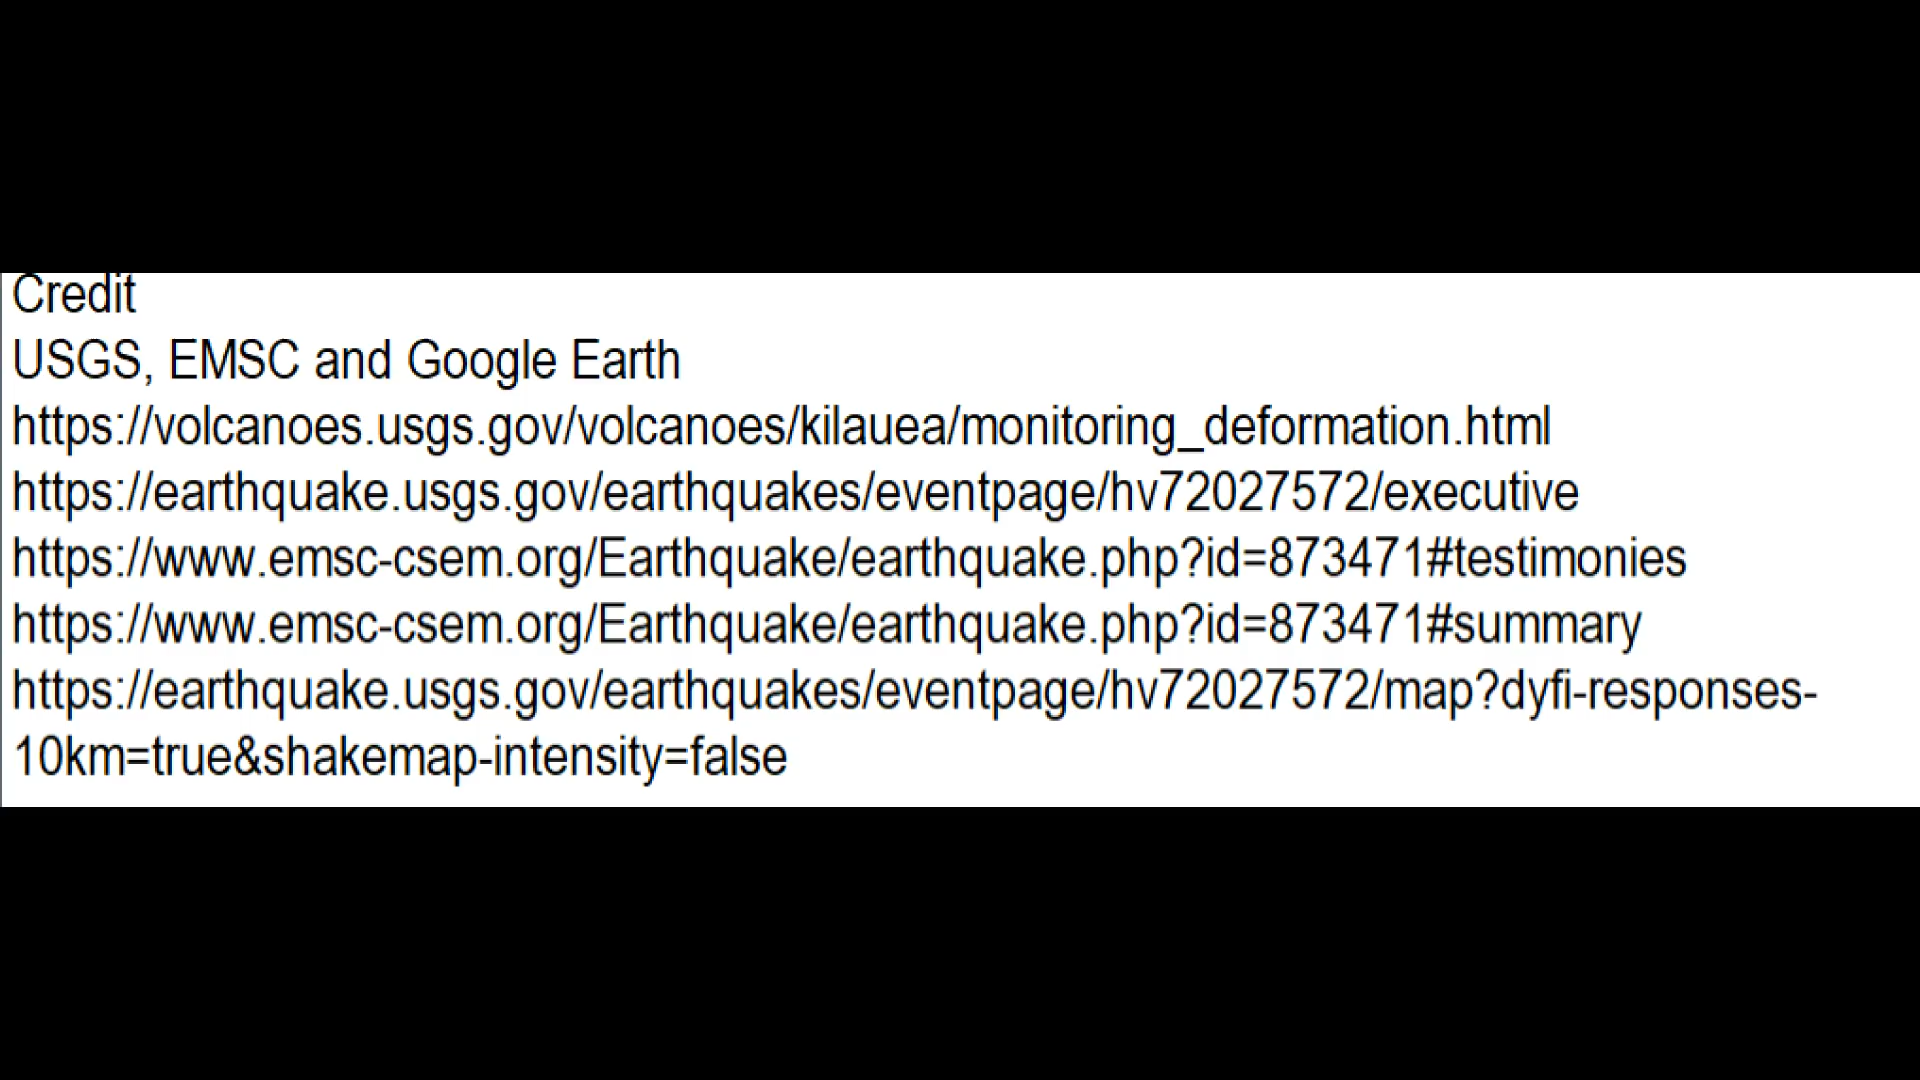 Credit
USGS, EMSC and Google Earth
https://volcanoes.usgs.gov/volcanoes/kilauea/monitoring_deformation.html
https://earthquake.usgs.gov/earthquakes/eventpage/hv72027572/executive
https://www.emsc-csem.org/Earthquake/earthquake.php?id=873471#testimonies
https://www.emsc-csem.org/Earthquake/earthquake.php?id=873471#summary
https://earthquake.usgs.gov/earthquakes/eventpage/hv72027572/map?dyfi-responses-
10km=true&shakemap-intensity=false